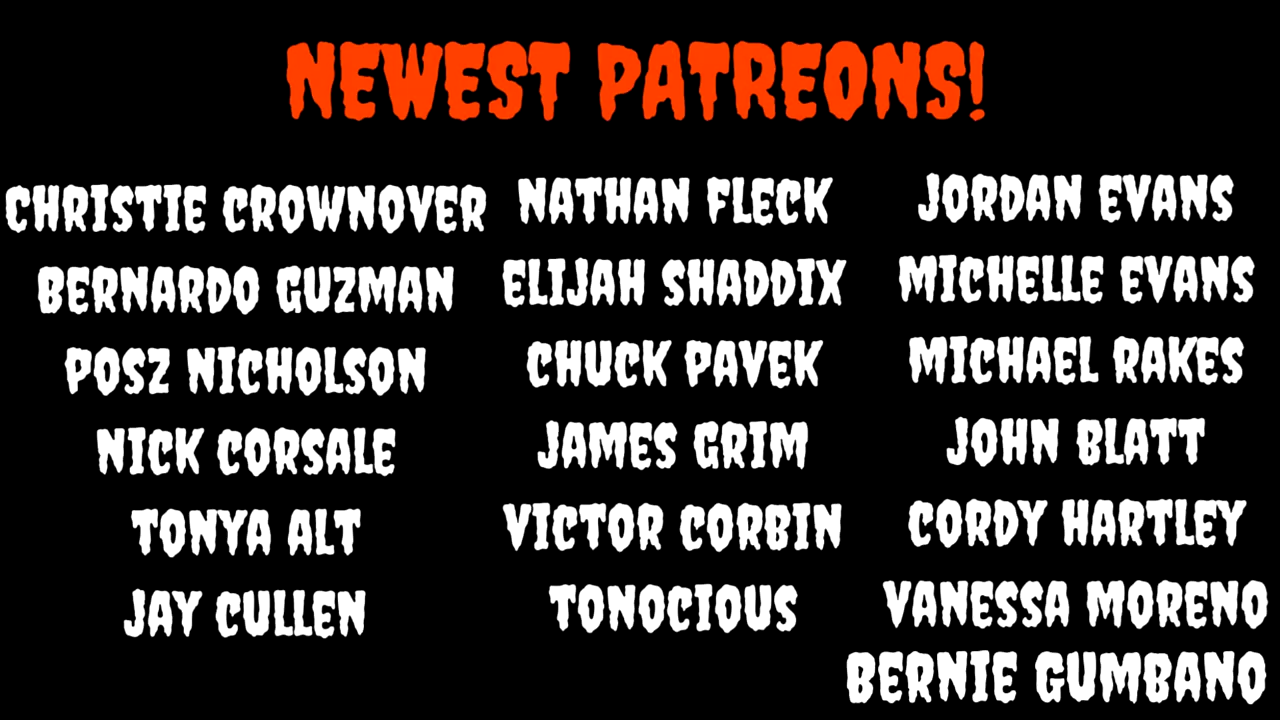 NEWEST PATREONS!
CHRISTIE CROWNOVER
BERNARDO GUZMAN
POSZ NICHOLSON
NICK CORSALE
TONYA ALT
JAY CULLEN
NATHAN FLECK
ELIJAH SHADDIX
CHUCK PAVEK
JAMES GRIM
VICTOR CORBIN
TONOCIOUS
JORDAN EVANS
MICHELLE EVANS
MICHAEL RAKES
JOHN BLATT
CORDY HARTLEY
VANESSA MORENO
BERNIE GUMBANO